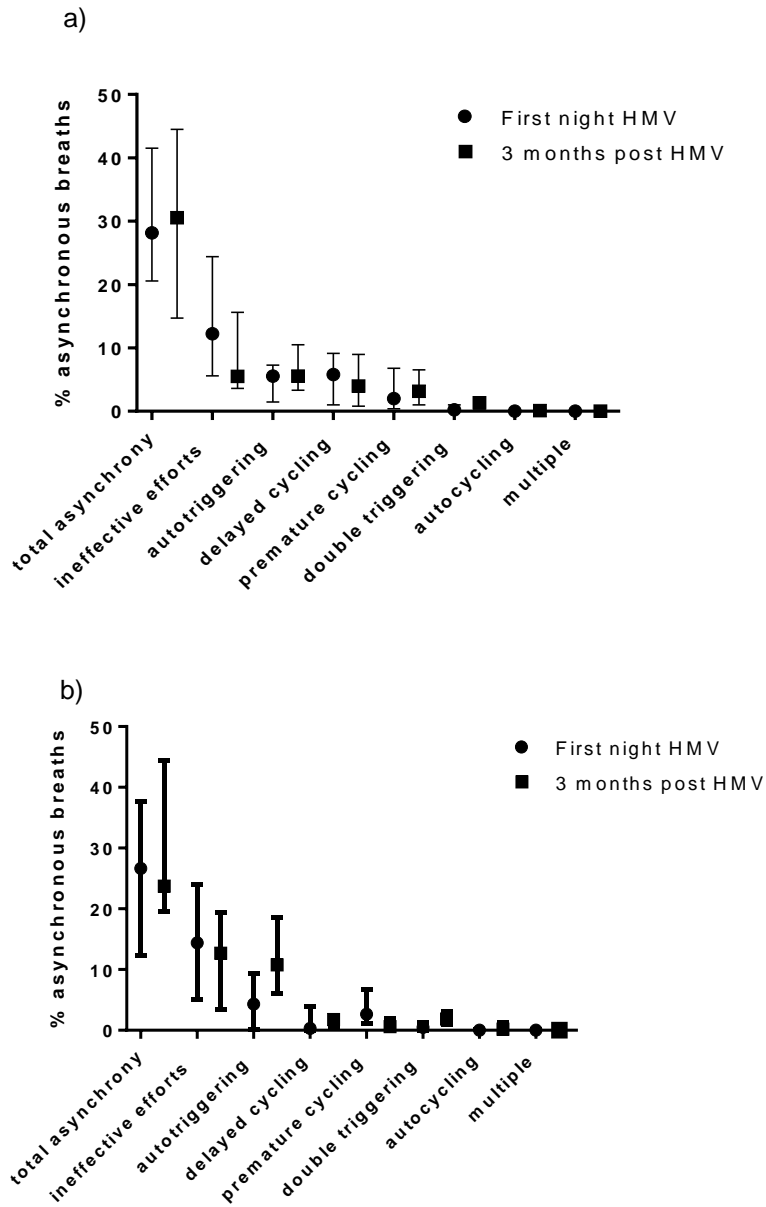 a)
% asynchronous breaths
50
40
30
20
10
0
First night HMV
3 months post HMV
total asynchrony
ineffective efforts
autotriggering
delayed cycling
premature cycling
double triggering
autocycling
multiple
b)
% asynchronous breaths
50
40
30
20
10
0
First night HMV
3 months post HMV
total asynchrony
ineffective efforts
autotriggering
delayed cycling
premature cycling
double triggering
autocycling
multiple